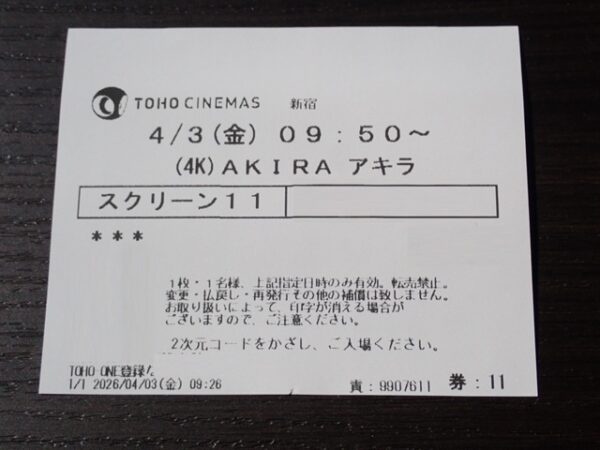 TOHO CINEMAS 新宿
4/3(金) 09:50~
(4K)AKIRA アキラ
スクリーン11
***
1枚・1名様、上記指定日時のみ有効。転売禁止。
変更・払戻し・再発行その他の補償は致しません。
お取り扱いによって、印字が消える場合が
ございますので、ご注意ください。
2次元コードをかざし、ご入場ください。
TOHO ONE登録な
1/1 2026/04/03(金) 09:26
責:9907611 券:11